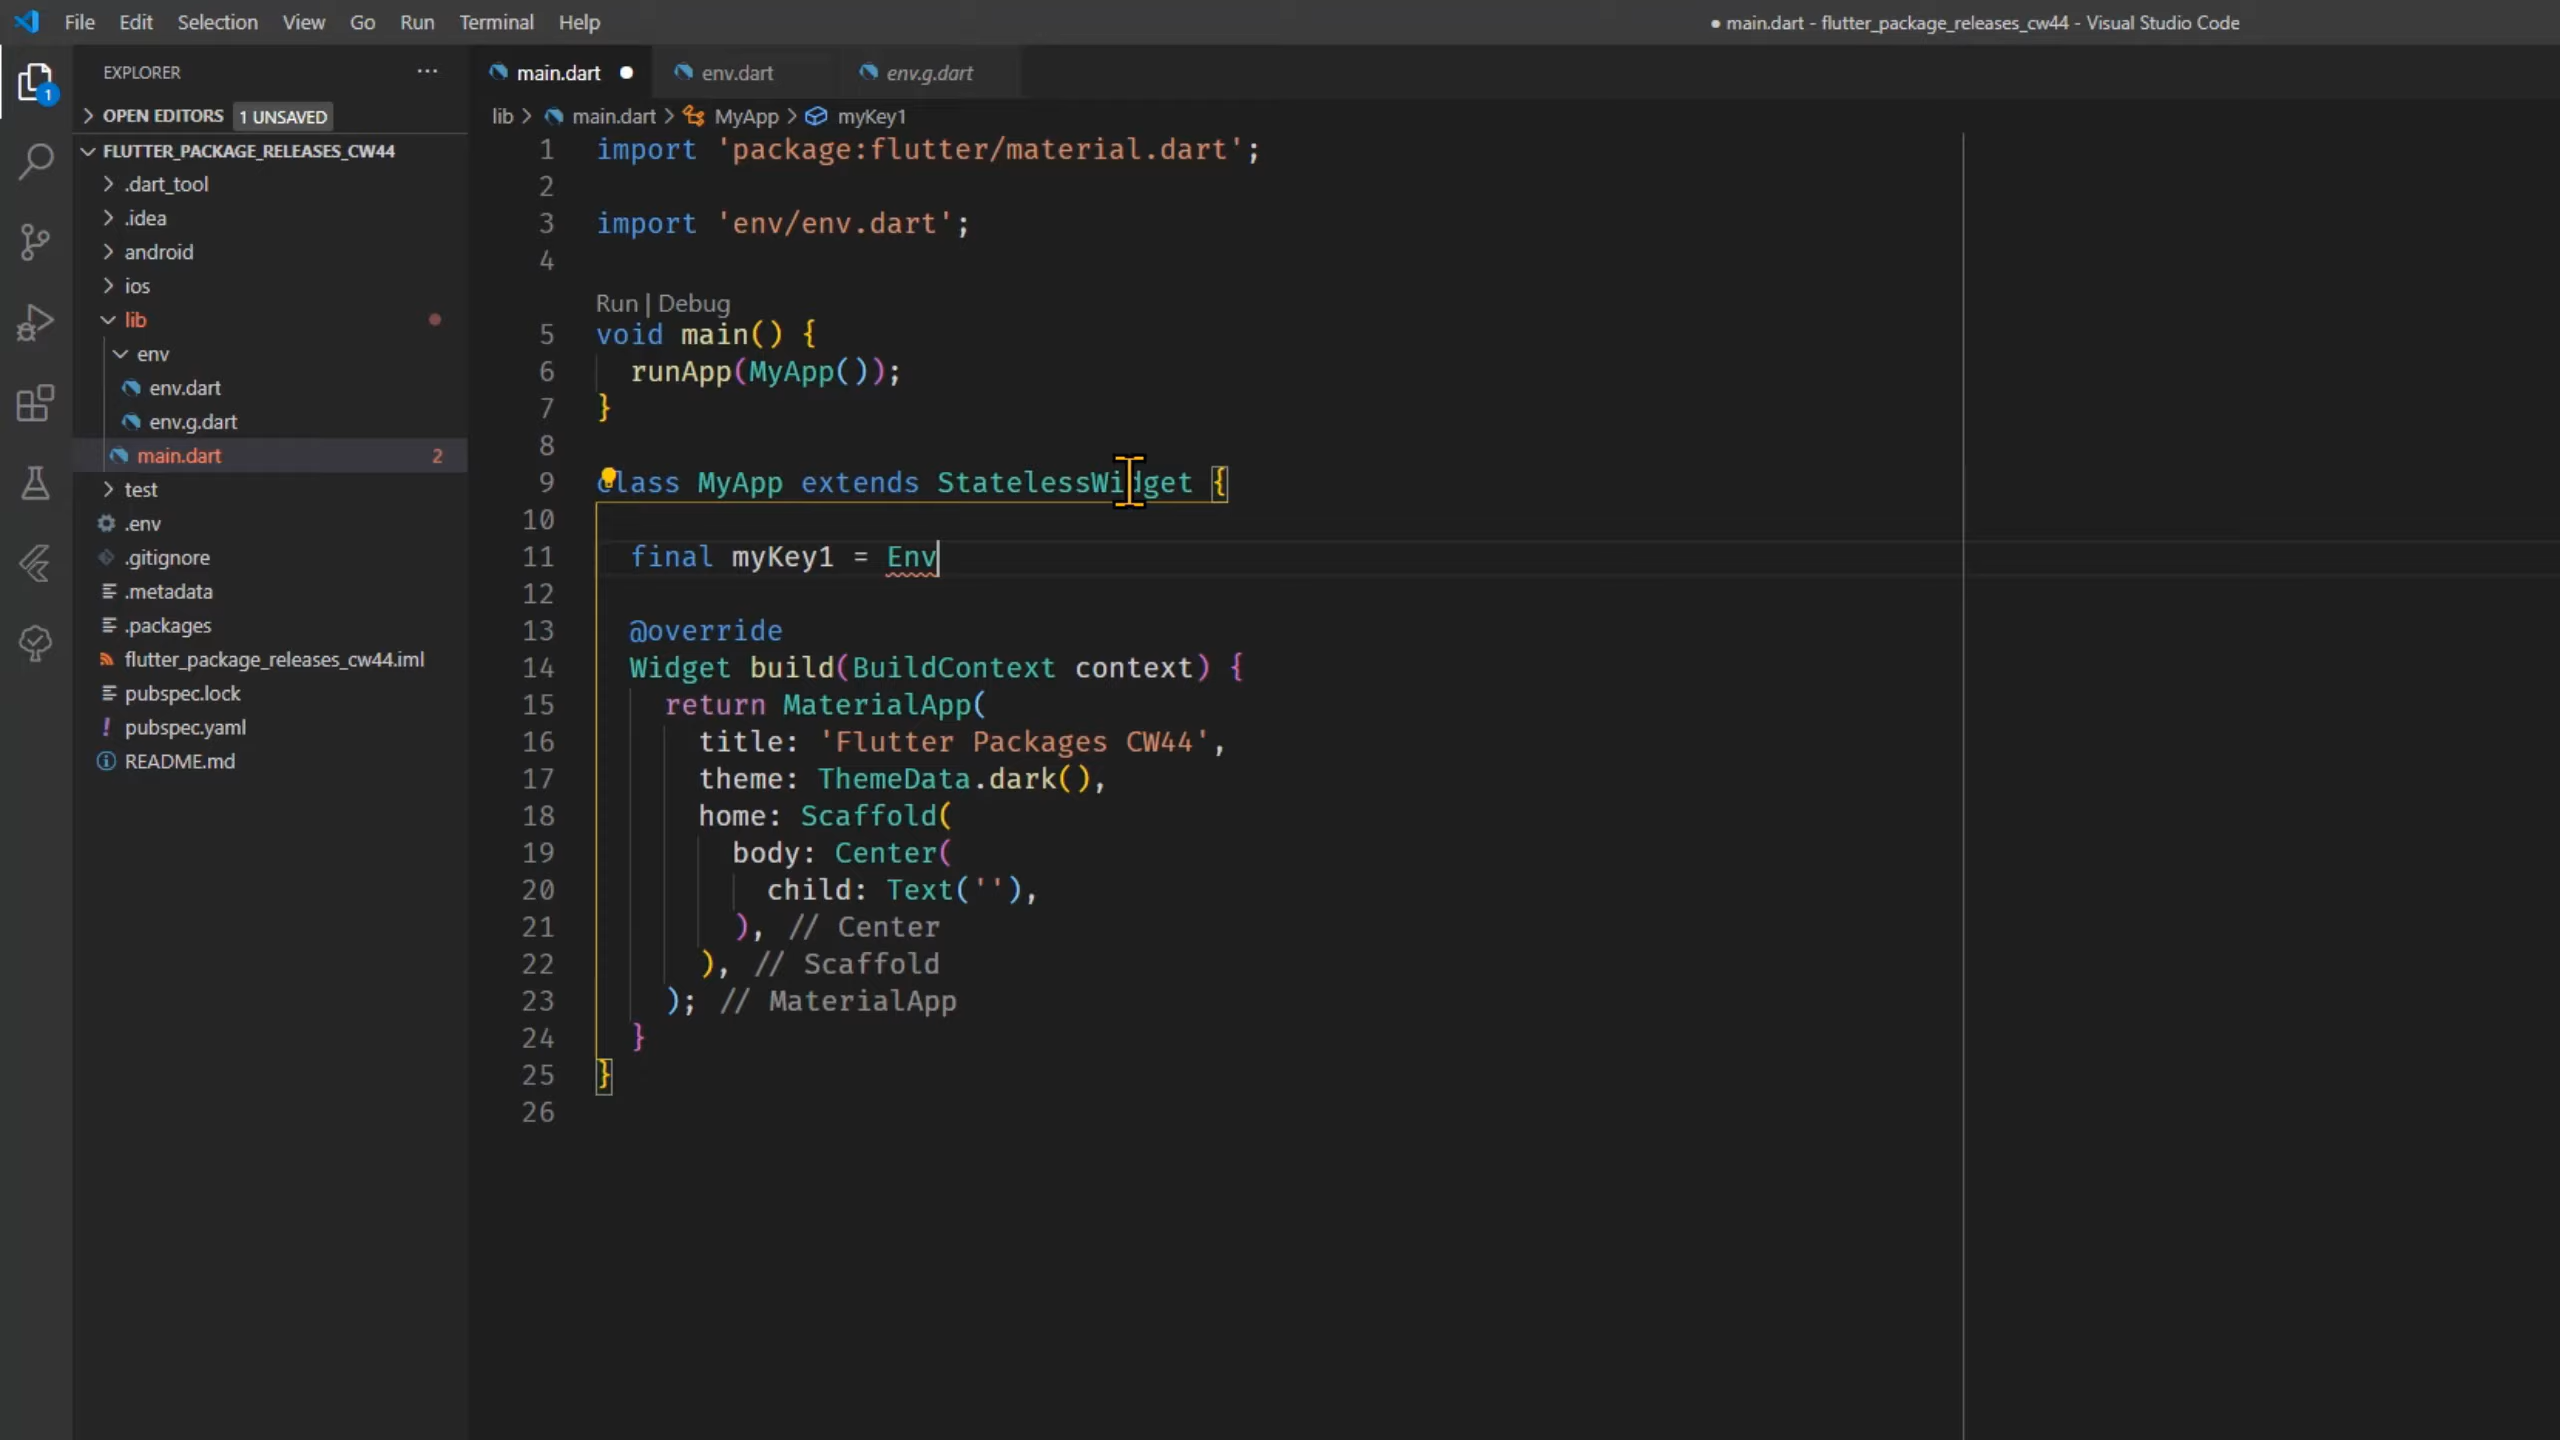 File Edit Selection View Go Run Terminal Help
● main.dart - flutter_package_releases_cw44 - Visual Studio Code
EXPLORER ···
main.dart
env.dart
env.g.dart
1
OPEN EDITORS 1 UNSAVED
lib > main.dart > MyApp > myKey1
FLUTTER_PACKAGE_RELEASES_CW44
.dart_tool
.idea
android
ios
lib
env
env.dart
env.g.dart
main.dart 2
test
.env
.gitignore
.metadata
.packages
flutter_package_releases_cw44.iml
pubspec.lock
pubspec.yaml
README.md
1 import 'package:flutter/material.dart';
2
3 import 'env/env.dart';
4
Run | Debug
5 void main() {
6 runApp(MyApp());
7 }
8
9 class MyApp extends StatelessWidget {
10
11 final myKey1 = Env
12
13 @override
14 Widget build(BuildContext context) {
15 return MaterialApp(
16 title: 'Flutter Packages CW44',
17 theme: ThemeData.dark(),
18 home: Scaffold(
19 body: Center(
20 child: Text(''),
21 ), // Center
22 ), // Scaffold
23 ); // MaterialApp
24 }
25 }
26